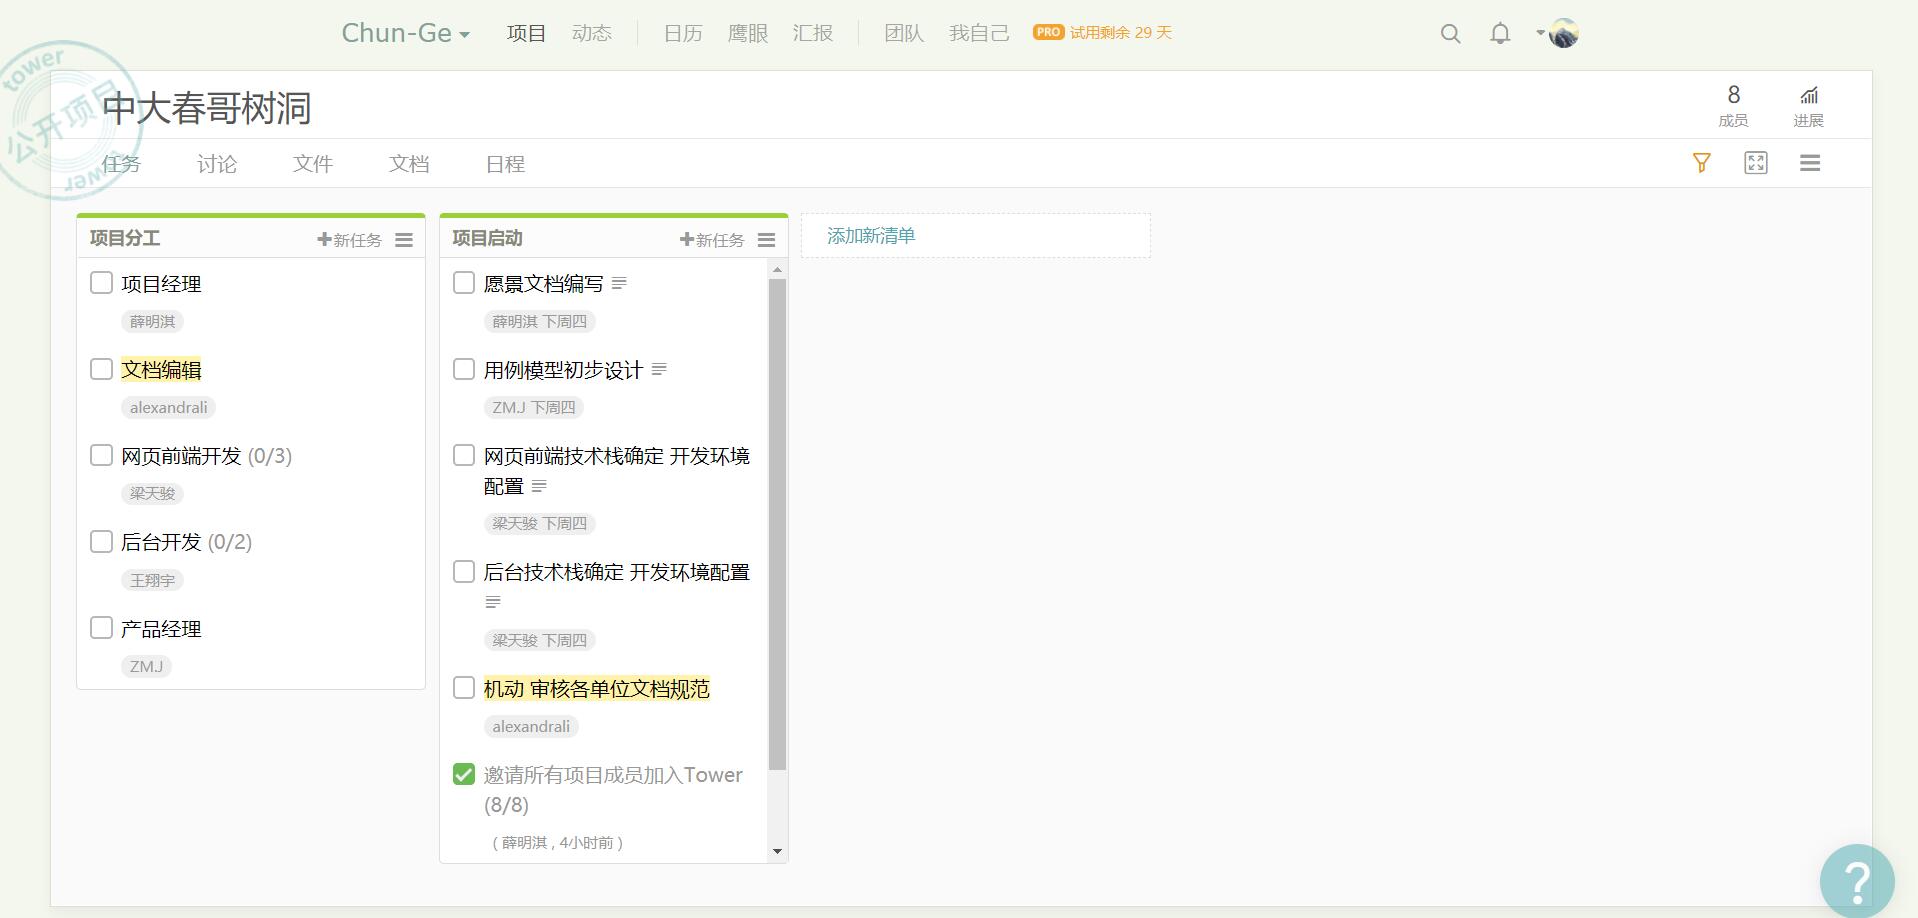 Chun-Ge 项目 动态 日历 鹰眼 汇报 团队 我自己 PRO 试用剩余 29 天
tower
公开项目
tower
中大春哥树洞
8
成员
进展
任务 讨论 文件 文档 日程
项目分工 新任务
项目经理
薛明淇
文档编辑
alexandrali
网页前端开发 (0/3)
梁天骏
后台开发 (0/2)
王翔宇
产品经理
ZMJ
项目启动 新任务
愿景文档编写
薛明淇 下周四
用例模型初步设计
ZMJ 下周四
网页前端技术栈确定 开发环境
配置
梁天骏 下周四
后台技术栈确定 开发环境配置
梁天骏 下周四
机动 审核各单位文档规范
alexandrali
邀请所有项目成员加入Tower
(8/8)
( 薛明淇 , 4小时前 )
添加新清单
?